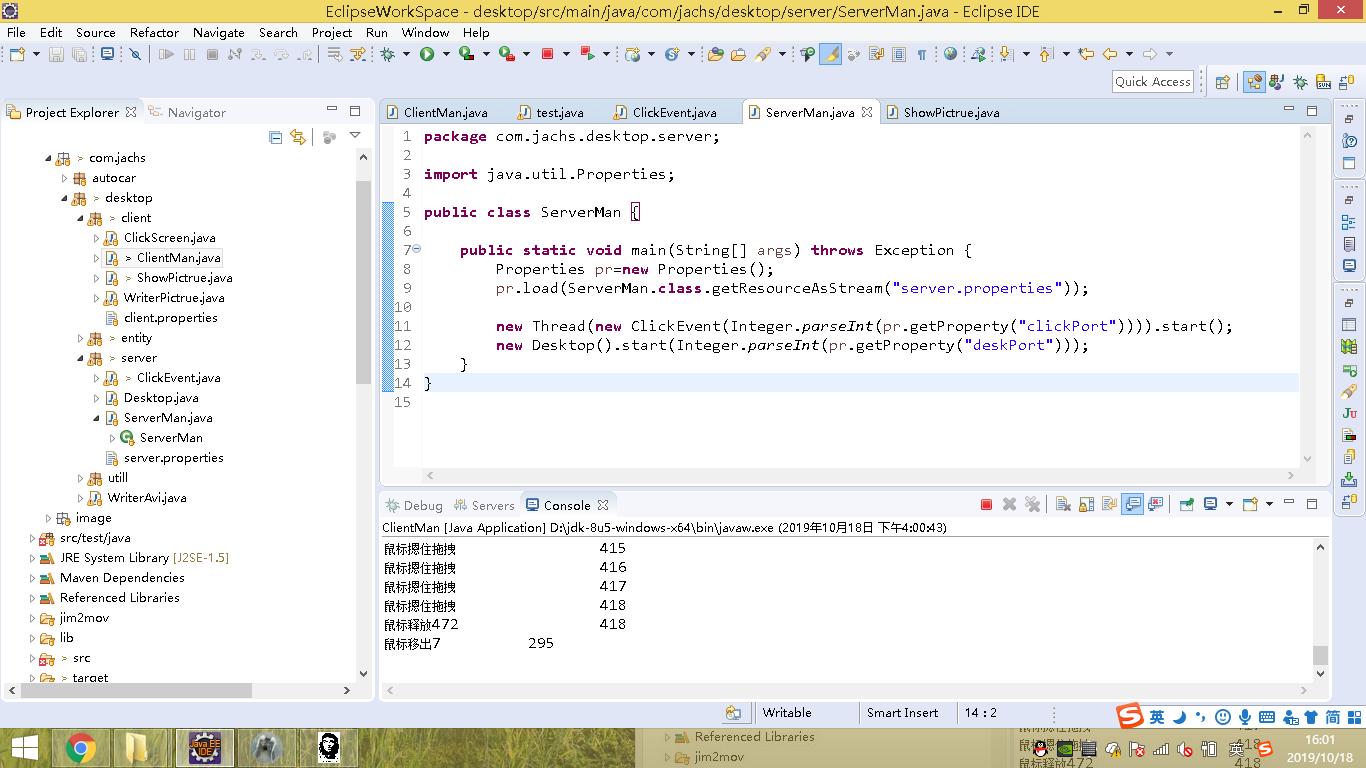 EclipseWorkSpace - desktop/src/main/java/com/jachs/desktop/server/ServerMan.java - Eclipse IDE
File Edit Source Refactor Navigate Search Project Run Window Help
Quick Access
Project Explorer Navigator
> com.jachs
autocar
> desktop
> client
ClickScreen.java
> ClientMan.java
> ShowPictrue.java
WriterPictrue.java
client.properties
> entity
> server
> ClickEvent.java
Desktop.java
ServerMan.java
ServerMan
server.properties
utill
WriterAvi.java
image
src/test/java
JRE System Library [J2SE-1.5]
Maven Dependencies
Referenced Libraries
jim2mov
lib
> src
> target
ClientMan.java test.java ClickEvent.java ServerMan.java ShowPictrue.java
1 package com.jachs.desktop.server;
2
3 import java.util.Properties;
4
5 public class ServerMan {
6
7 public static void main(String[] args) throws Exception {
8 Properties pr=new Properties();
9 pr.load(ServerMan.class.getResourceAsStream("server.properties"));
10
11 new Thread(new ClickEvent(Integer.parseInt(pr.getProperty("clickPort")))).start();
12 new Desktop().start(Integer.parseInt(pr.getProperty("deskPort")));
13 }
14 }
15
Debug Servers Console
ClientMan [Java Application] D:\jdk-8u5-windows-x64\bin\javaw.exe (2019年10月18日 下午4:00:43)
鼠标摁住拖拽 415
鼠标摁住拖拽 416
鼠标摁住拖拽 417
鼠标摁住拖拽 418
鼠标释放472 418
鼠标移出7 295
Writable Smart Insert 14 : 2
英 简
Java EE IDE
Referenced Libraries
jim2mov
鼠标释放472 418
英
16:01
2019/10/18